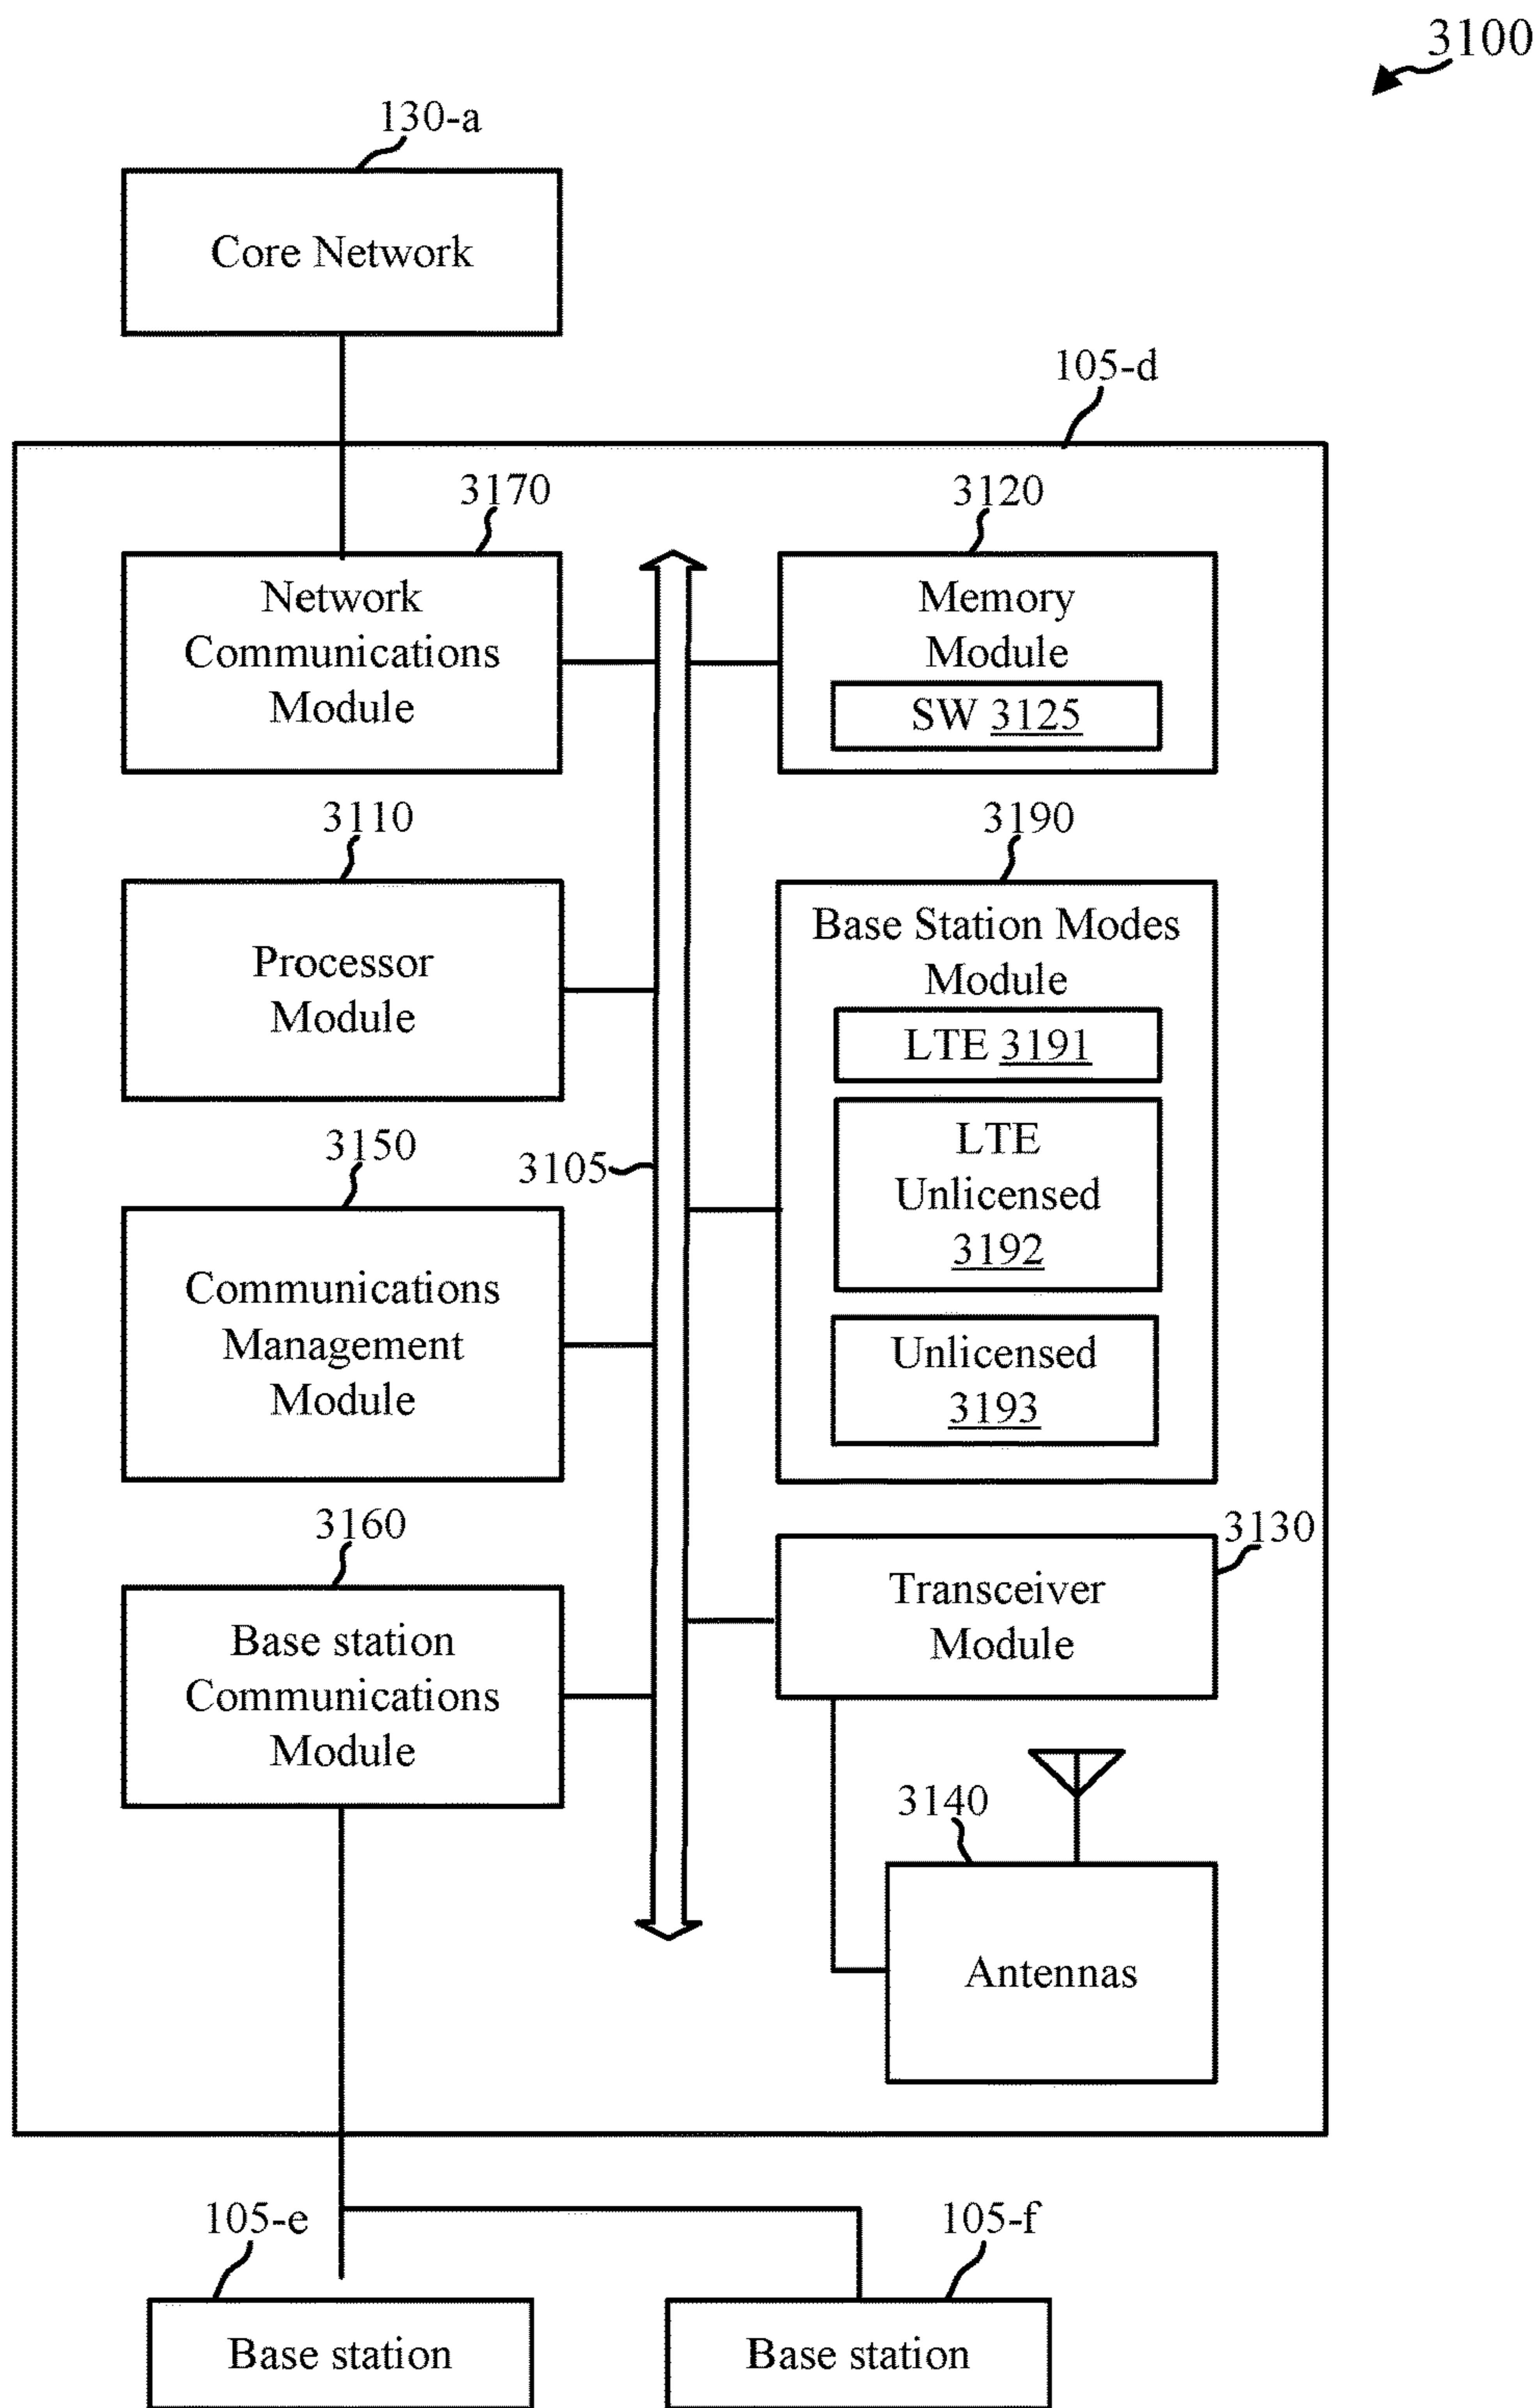 3100
130-a
Core Network
105-d
3170
3120
Network
Communications
Module
Memory
Module
SW 3125
3110
3190
Processor
Module
Base Station Modes
Module
LTE 3191
LTE
Unlicensed
3192
Unlicensed
3193
3150
3105
Communications
Management
Module
3160
3130
Base station
Communications
Module
Transceiver
Module
3140
Antennas
105-e
105-f
Base station
Base station